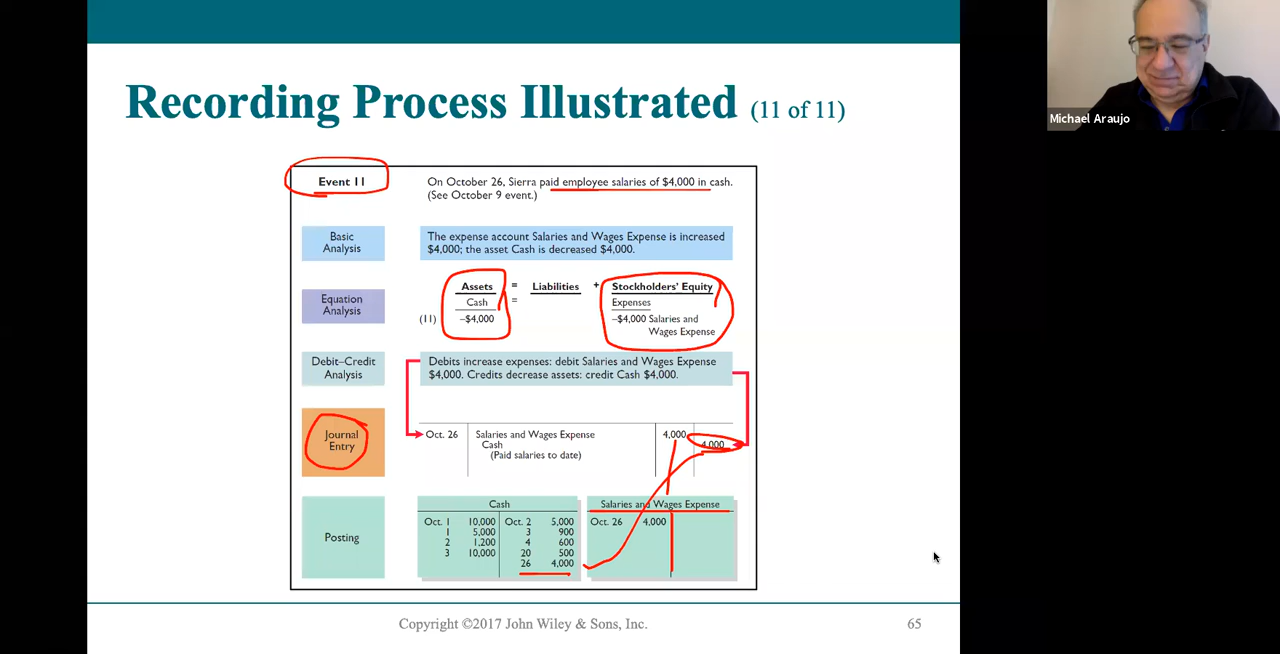 Recording Process Illustrated (11 of 11)
Michael Araujo
Event 11
On October 26, Sierra paid employee salaries of $4,000 in cash.
(See October 9 event.)
Basic
Analysis
The expense account Salaries and Wages Expense is increased
$4,000; the asset Cash is decreased $4,000.
Equation
Analysis
Assets = Liabilities + Stockholders' Equity
Cash = Expenses
(11) –$4,000 –$4,000 Salaries and
Wages Expense
Debit–Credit
Analysis
Debits increase expenses: debit Salaries and Wages Expense
$4,000. Credits decrease assets: credit Cash $4,000.
Journal
Entry
Oct. 26 Salaries and Wages Expense 4,000
Cash 4,000
(Paid salaries to date)
Posting
Cash
Oct. 1 10,000 Oct. 2 5,000
1 5,000 3 900
2 1,200 4 600
3 10,000 20 500
26 4,000
Salaries and Wages Expense
Oct. 26 4,000
Copyright ©2017 John Wiley & Sons, Inc.
65